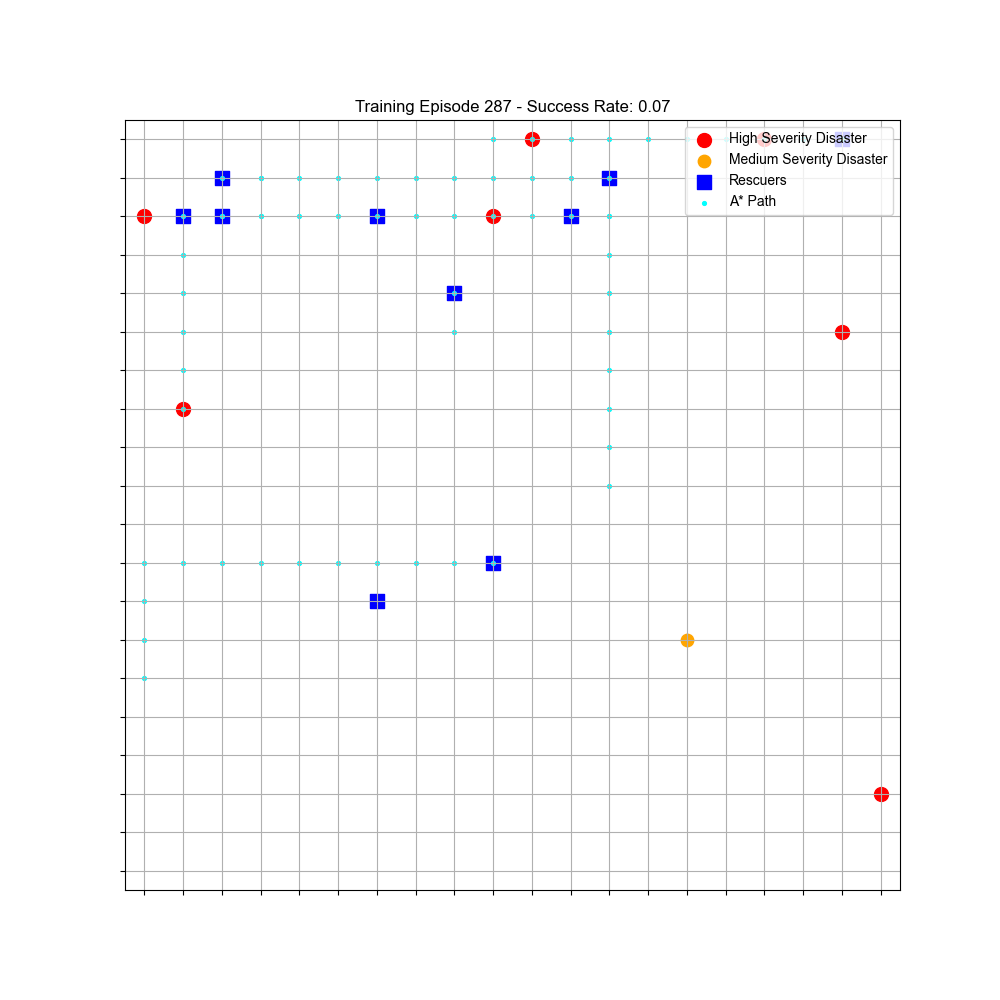 Training Episode 287 - Success Rate: 0.07
High Severity Disaster
Medium Severity Disaster
Rescuers
A* Path